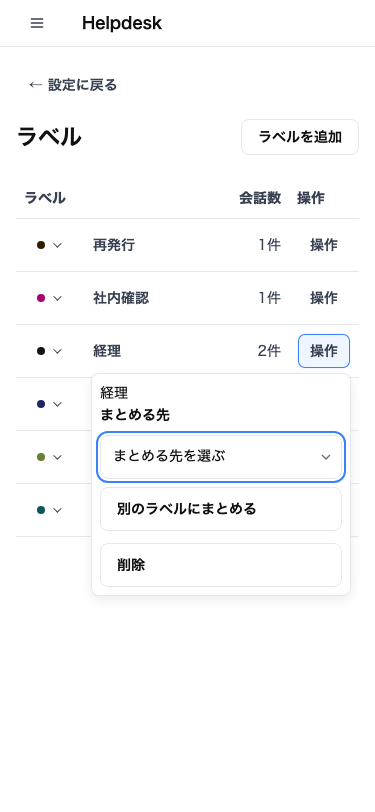 Helpdesk
← 設定に戻る
ラベル
ラベルを追加
ラベル 会話数 操作
再発行 1件 操作
社内確認 1件 操作
経理 2件 操作
経理
まとめる先
まとめる先を選ぶ
別のラベルにまとめる
削除